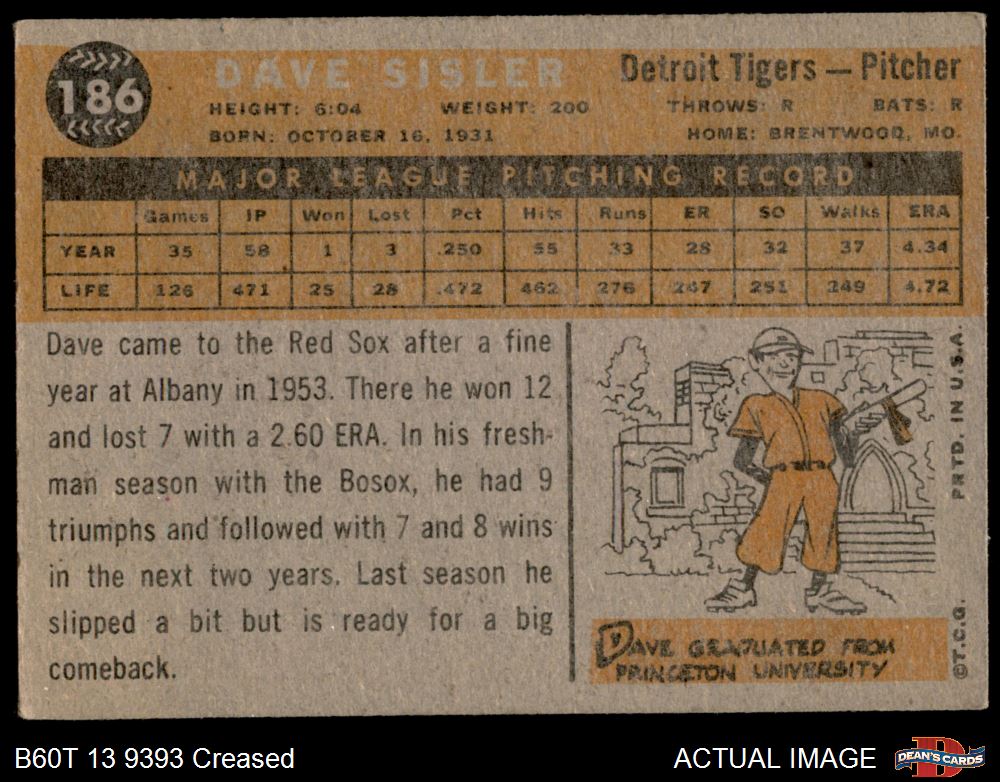 186
DAVE SISLER
Detroit Tigers — Pitcher
HEIGHT: 6:04 WEIGHT: 200 THROWS: R BATS: R
BORN: OCTOBER 16, 1931 HOME: BRENTWOOD, MO.
MAJOR LEAGUE PITCHING RECORD
Games IP Won Lost Pct Hits Runs ER SO Walks ERA
YEAR 35 58 1 3 .250 55 33 28 32 37 4.34
LIFE 126 471 25 28 .472 462 276 247 251 249 4.72
Dave came to the Red Sox after a fine
year at Albany in 1953. There he won 12
and lost 7 with a 2.60 ERA. In his fresh-
man season with the Bosox, he had 9
triumphs and followed with 7 and 8 wins
in the next two years. Last season he
slipped a bit but is ready for a big
comeback.
DAVE GRADUATED FROM
PRINCETON UNIVERSITY
©T.C.G. PRTD. IN U.S.A.
B60T 13 9393 Creased
ACTUAL IMAGE
D
DEAN'S CARDS